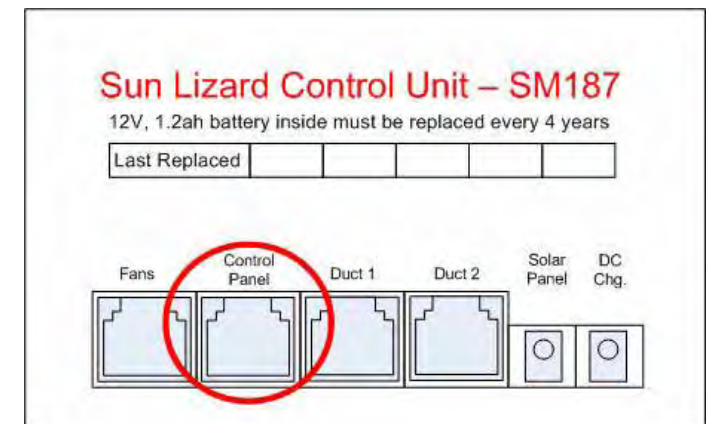 Sun Lizard Control Unit – SM187
12V, 1.2ah battery inside must be replaced every 4 years
Last Replaced
Fans
Control
Panel
Duct 1
Duct 2
Solar
Panel
DC
Chg.